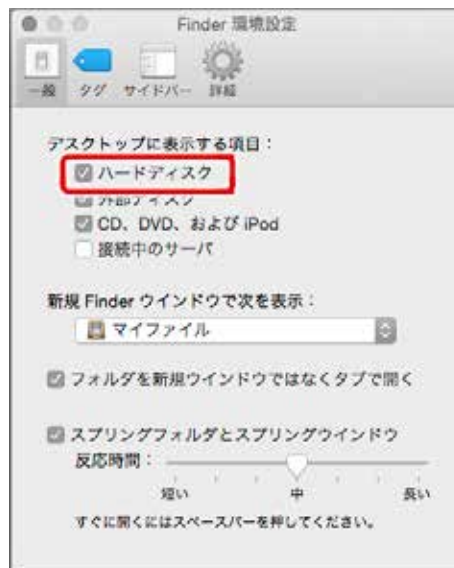 Finder 環境設定
一般 タグ サイドバー 詳細
デスクトップに表示する項目：
ハードディスク
外部ディスク
CD、DVD、および iPod
接続中のサーバ
新規 Finder ウインドウで次を表示：
マイファイル
フォルダを新規ウインドウではなくタブで開く
スプリングフォルダとスプリングウインドウ
反応時間：
短い 中 長い
すぐに開くにはスペースバーを押してください。